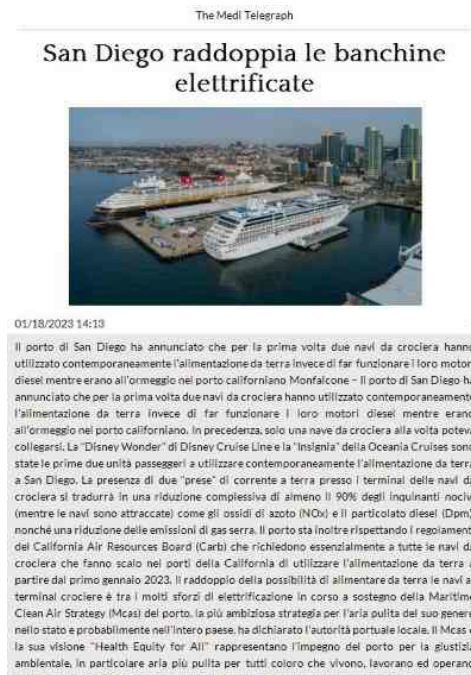 The Medi Telegraph
San Diego raddoppia le banchine
elettrificate
01/18/2023 14:13
Il porto di San Diego ha annunciato che per la prima volta due navi da crociera hanno
utilizzato contemporaneamente l'alimentazione da terra invece di far funzionare i loro motor
diesel mentre erano all'ormeggio nel porto californiano Monfalcone – Il porto di San Diego ha
annunciato che per la prima volta due navi da crociera hanno utilizzato contemporaneamente
l'alimentazione da terra invece di far funzionare i loro motori diesel mentre erano
all'ormeggio nel porto californiano. In precedenza, solo una nave da crociera alla volta poteva
collegarsi. La "Disney Wonder" di Disney Cruise Line e la "Insignia" della Oceania Cruises sono
state le prime due unità passeggeri a utilizzare contemporaneamente l'alimentazione da terra
a San Diego. La presenza di due "prese" di corrente a terra presso i terminal delle navi da
crociera si tradurrà in una riduzione complessiva di almeno il 90% degli inquinanti nociv
(mentre le navi sono attraccate) come gli ossidi di azoto (NOx) e il particolato diesel (Dpm)
nonché una riduzione delle emissioni di gas serra. Il porto sta inoltre rispettando i regolament
del California Air Resources Board (Carb) che richiedono essenzialmente a tutte le navi da
crociera che fanno scalo nei porti della California di utilizzare l'alimentazione da terra a
partire dal primo gennaio 2023. Il raddoppio della possibilità di alimentare da terra le navi a
terminal crociere è tra i molti sforzi di elettrificazione in corso a sostegno della Maritime
Clean Air Strategy (Mcas) del porto, la più ambiziosa strategia per l'aria pulita del suo genere
nello stato e probabilmente nell'intero paese, ha dichiarato l'autorità portuale locale. Il Mcas e
la sua visione "Health Equity for All" rappresentano l'impegno del porto per la giustizia
ambientale, in particolare aria più pulita per tutti coloro che vivono, lavorano ed operano